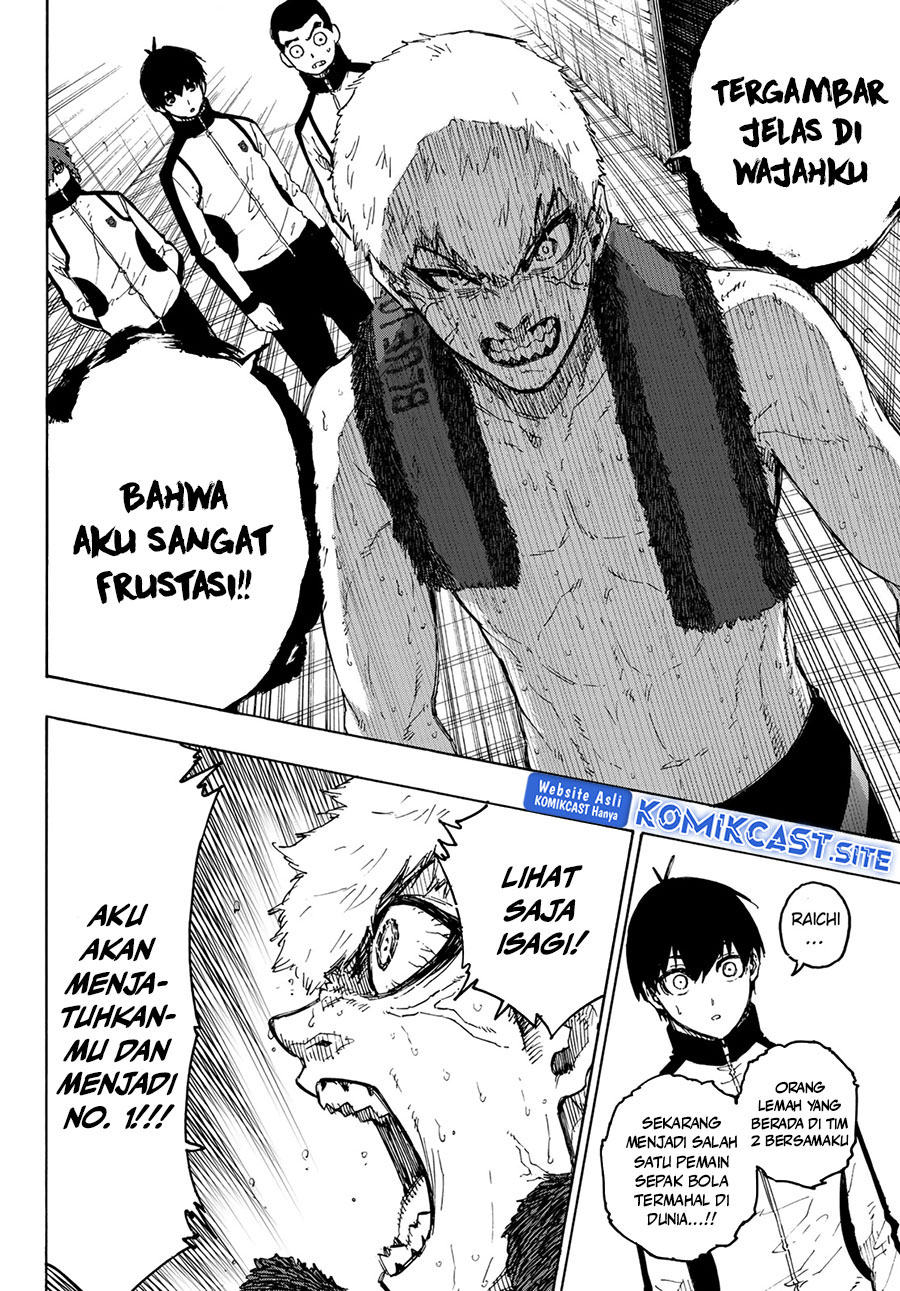 TERGAMBAR
JELAS DI
WAJAHKU
BLUE LO
BAHWA
AKU SANGAT
FRUSTASI!!
Website Asli
KOMIKCAST Hanya
KOMIKCAST.SITE
RAICHI
...
ORANG
LEMAH YANG
BERADA DI TIM
2 BERSAMAKU
SEKARANG
MENJADI SALAH
SATU PEMAIN
SEPAK BOLA
TERMAHAL DI
DUNIA...!!
LIHAT
SAJA
ISAGI!
AKU
AKAN
MENJA-
TUHKAN-
MU DAN
MENJADI
NO. 1!!!